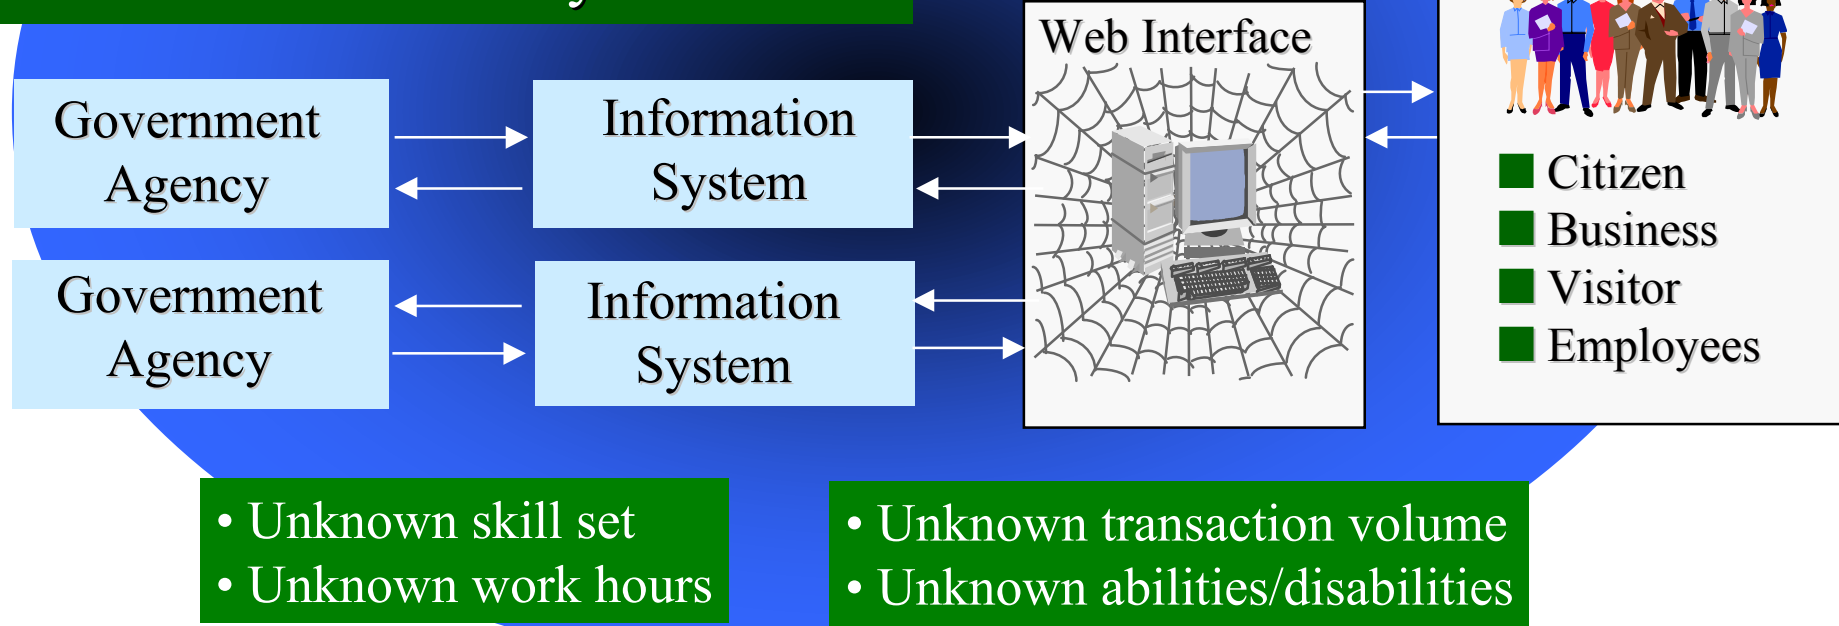 Web Interface
Government
Agency
Information
System
Government
Agency
Information
System
Citizen
Business
Visitor
Employees
• Unknown skill set
• Unknown work hours
• Unknown transaction volume
• Unknown abilities/disabilities